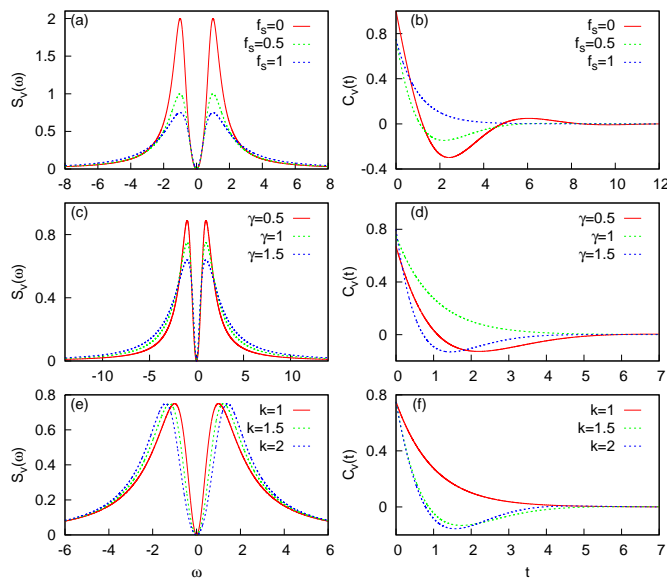 (a)
f_s=0
f_s=0.5
f_s=1
S_v(ω)
2
1.5
1
0.5
0
-8 -6 -4 -2 0 2 4 6 8
(b)
f_s=0
f_s=0.5
f_s=1
C_v(t)
0.8
0.4
0
-0.4
0 2 4 6 8 10 12
(c)
γ=0.5
γ=1
γ=1.5
S_v(ω)
0.8
0.4
0
-10 -5 0 5 10
(d)
γ=0.5
γ=1
γ=1.5
C_v(t)
0.8
0.4
0
0 1 2 3 4 5 6 7
(e)
k=1
k=1.5
k=2
S_v(ω)
0.8
0.6
0.4
0.2
0
-6 -4 -2 0 2 4 6
ω
(f)
k=1
k=1.5
k=2
C_v(t)
0.8
0.4
0
0 1 2 3 4 5 6 7
t